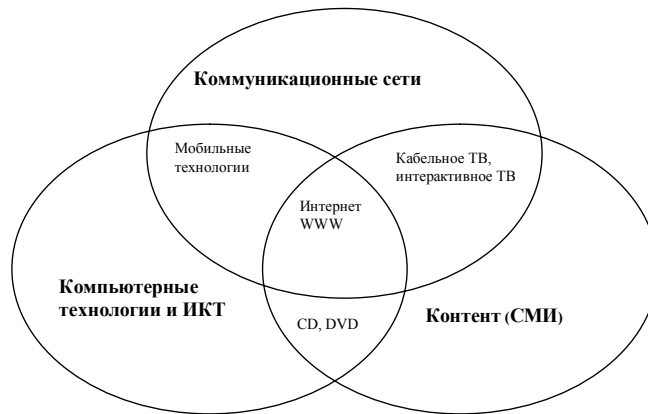 Коммуникационные сети
Мобильные
технологии
Кабельное ТВ,
интерактивное ТВ
Интернет
WWW
Компьютерные
технологии и ИКТ
Контент (СМИ)
CD, DVD